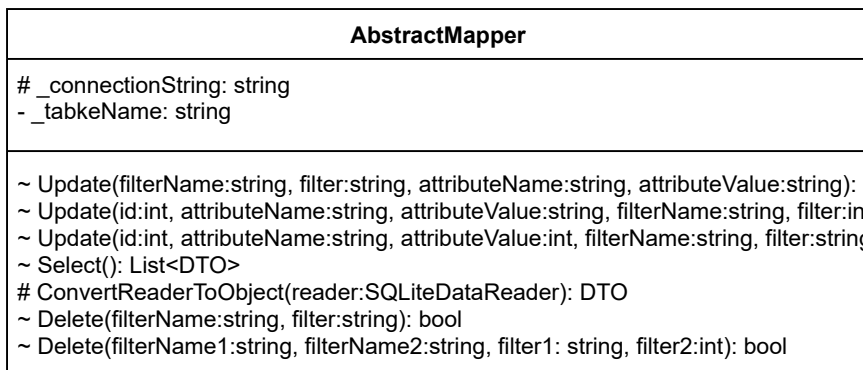 AbstractMapper
# _connectionString: string
- _tabkeName: string
~ Update(filterName:string, filter:string, attributeName:string, attributeValue:string):
~ Update(id:int, attributeName:string, attributeValue:string, filterName:string, filter:in
~ Update(id:int, attributeName:string, attributeValue:int, filterName:string, filter:string
~ Select(): List<DTO>
# ConvertReaderToObject(reader:SQLiteDataReader): DTO
~ Delete(filterName:string, filter:string): bool
~ Delete(filterName1:string, filterName2:string, filter1: string, filter2:int): bool